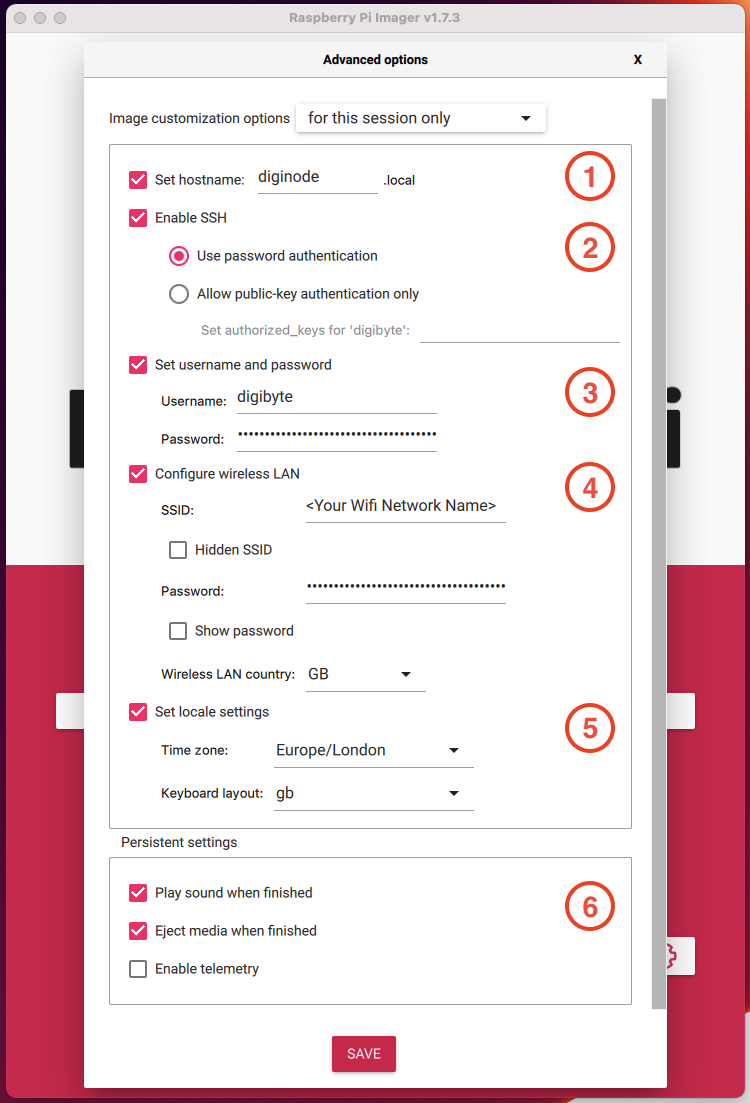 Raspberry Pi Imager v1.7.3
Advanced options X
Image customization options for this session only
Set hostname: diginode .local 1
Enable SSH
2
Use password authentication
Allow public-key authentication only
Set authorized_keys for 'digibyte':
Set username and password
Username: digibyte 3
Password: ••••••••••••••••••••••••••••••••••••
Configure wireless LAN 4
SSID: <Your Wifi Network Name>
Hidden SSID
Password: ••••••••••••••••••••••••••••••••••••
Show password
Wireless LAN country: GB
Set locale settings 5
Time zone: Europe/London
Keyboard layout: gb
Persistent settings
Play sound when finished 6
Eject media when finished
Enable telemetry
SAVE